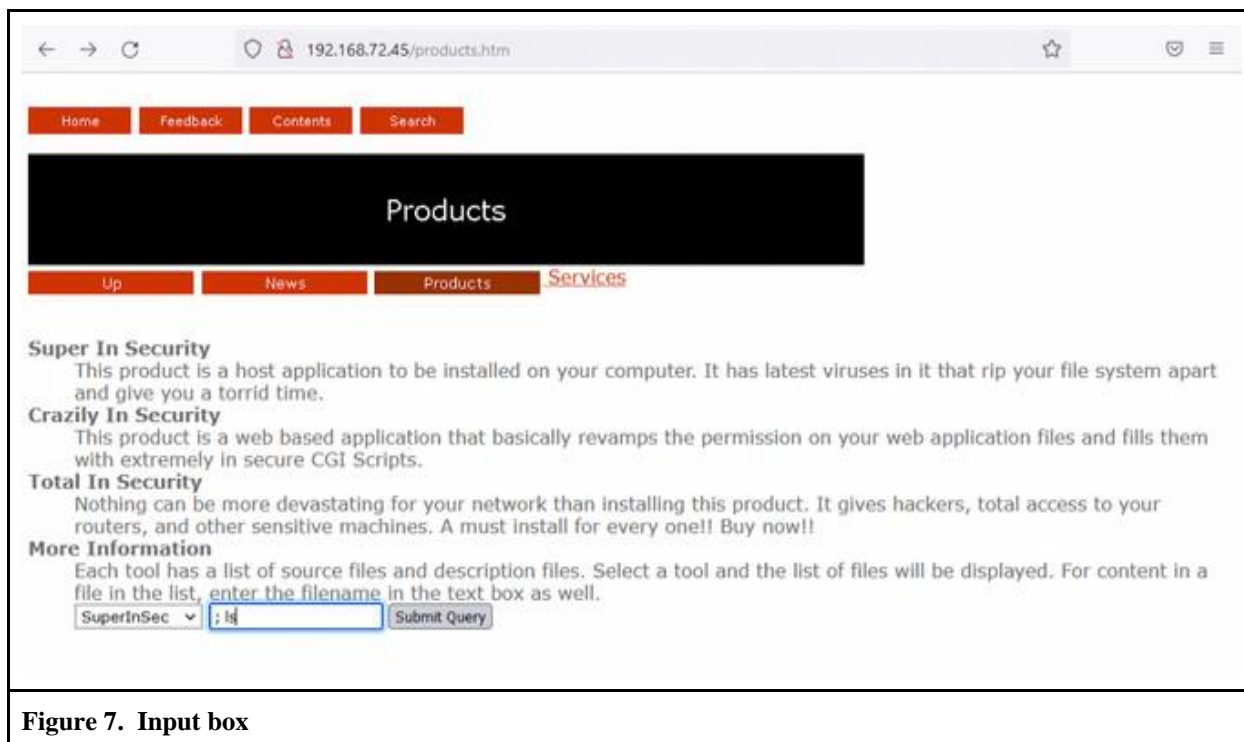 192.168.72.45/products.htm
Home Feedback Contents Search
Products
Up News Products Services
Super In Security
This product is a host application to be installed on your computer. It has latest viruses in it that rip your file system apart
and give you a torrid time.
Crazily In Security
This product is a web based application that basically revamps the permission on your web application files and fills them
with extremely in secure CGI Scripts.
Total In Security
Nothing can be more devastating for your network than installing this product. It gives hackers, total access to your
routers, and other sensitive machines. A must install for every one!! Buy now!!
More Information
Each tool has a list of source files and description files. Select a tool and the list of files will be displayed. For content in a
file in the list, enter the filename in the text box as well.
SuperInSec ; ls Submit Query
Figure 7. Input box